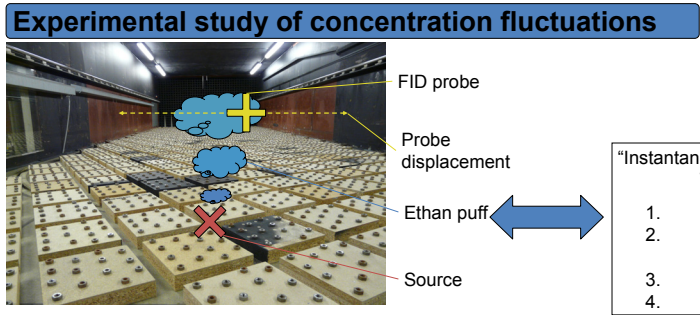 Experimental study of concentration fluctuations
FID probe
Probe
displacement
Ethan puff
Source
“Instantan
1.
2.
3.
4.